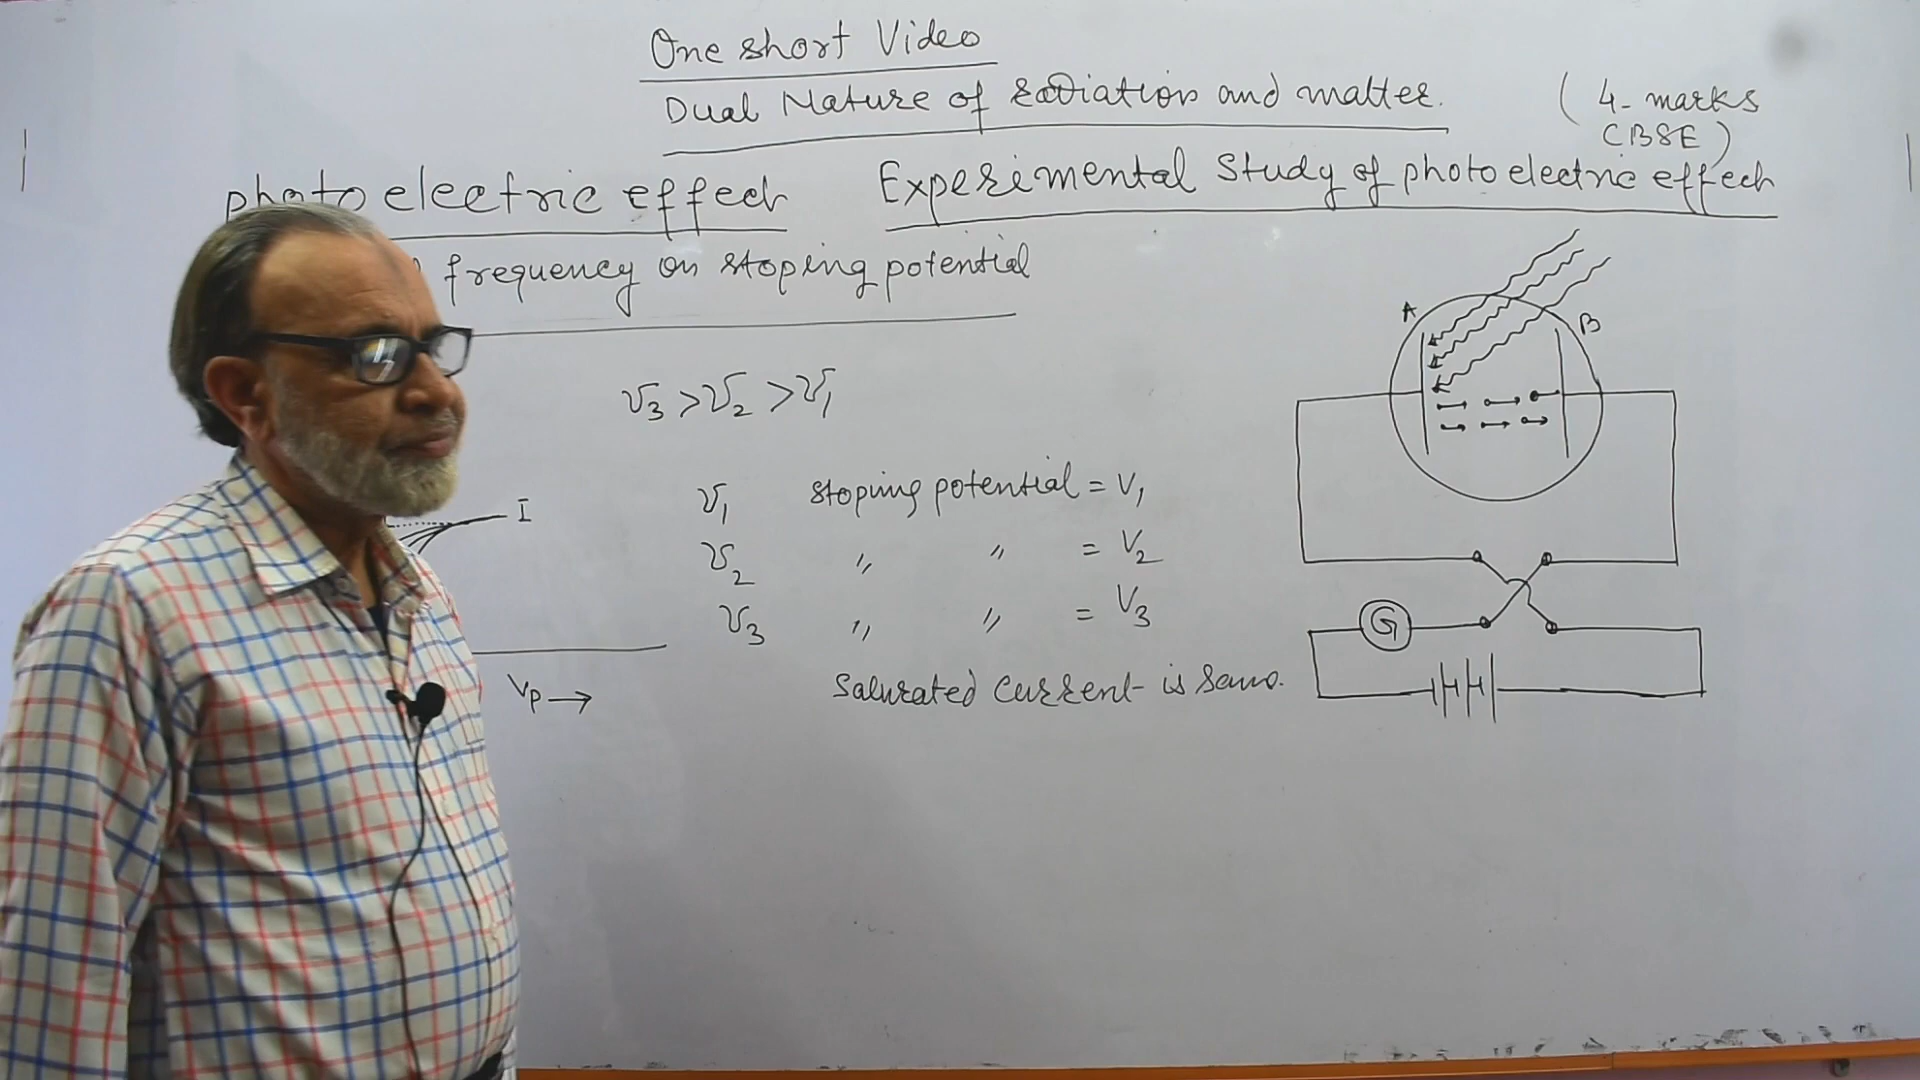 One short Video
Dual Nature of radiation and matter.
( 4- marks
CBSE )
photo electric effect
Experimental Study of photo electric effect
frequency on stoping potential
ν3 > ν2 > ν1
I
ν1 stoping potential = V1
ν2 " " = V2
ν3 " " = V3
Saturated current is same.
Vp →
A
B
G